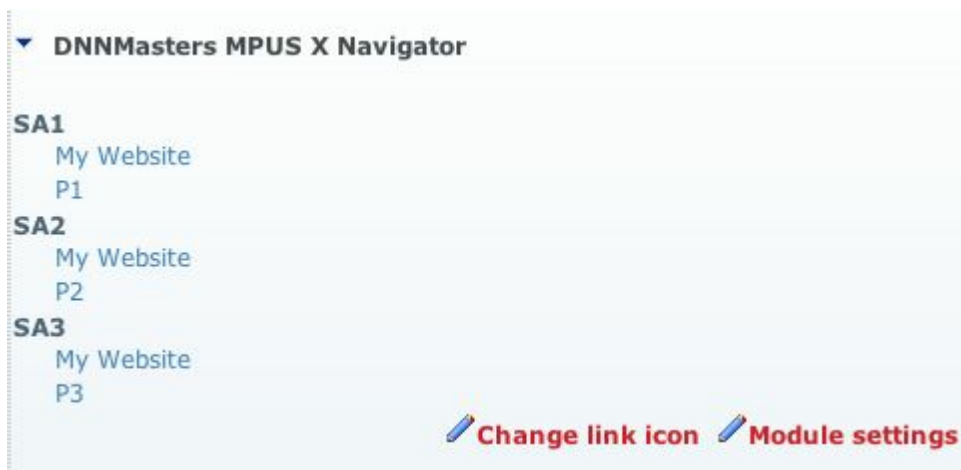 DNNMasters MPUS X Navigator
SA1
My Website
P1
SA2
My Website
P2
SA3
My Website
P3
Change link icon Module settings